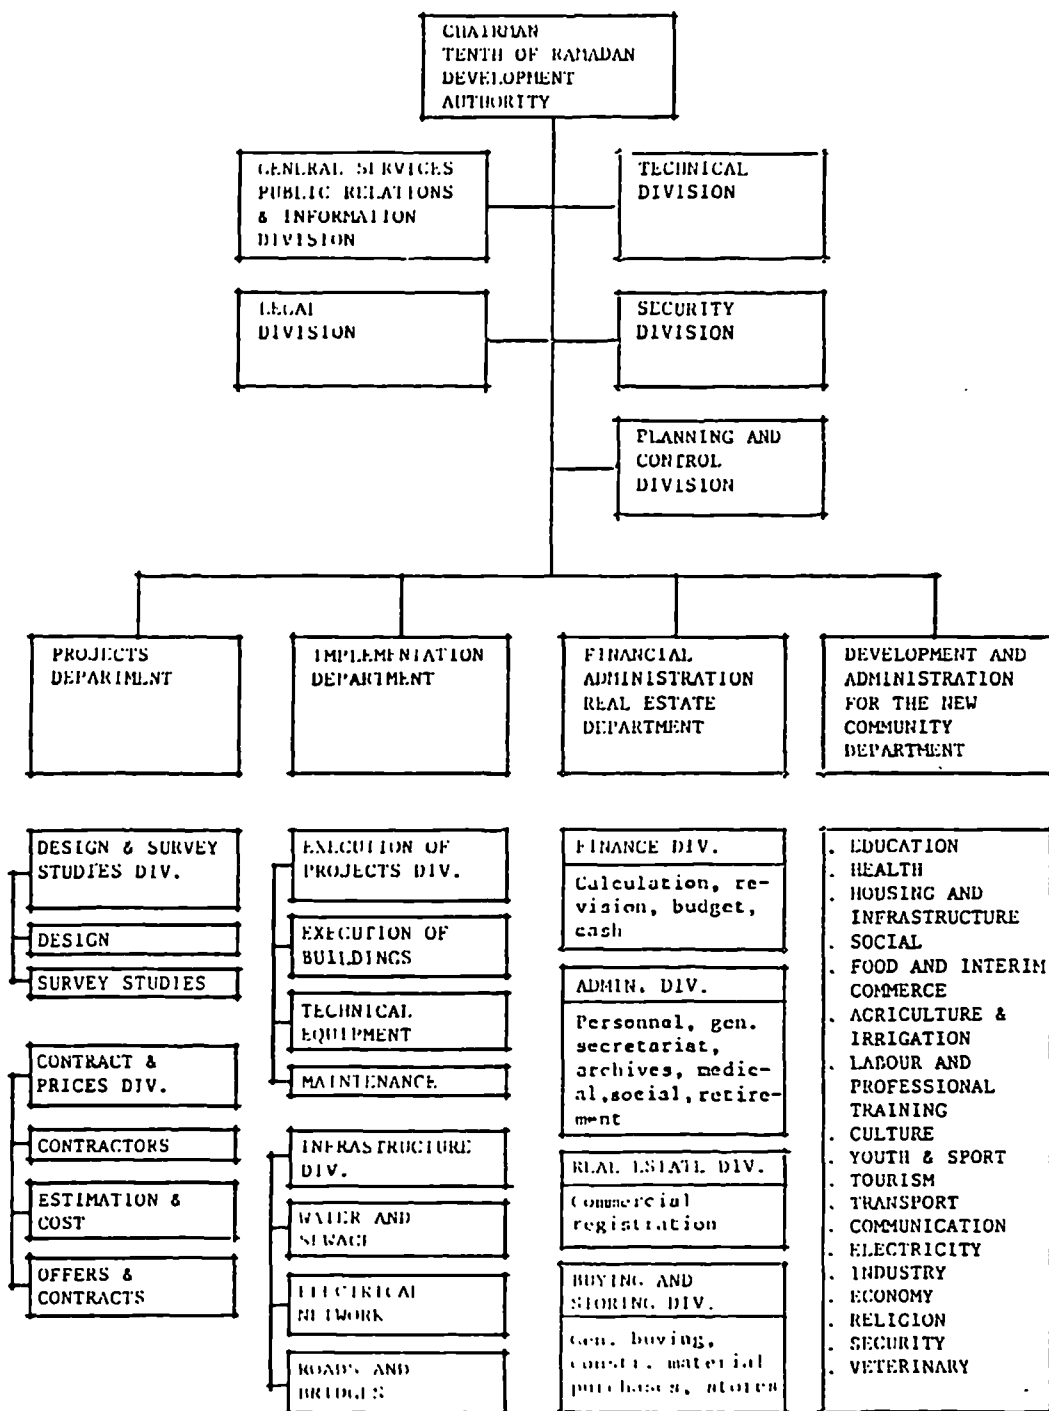 CHAIRMAN
TENTH OF RAMADAN
DEVELOPMENT
AUTHORITY
GENERAL SERVICES
PUBLIC RELATIONS
& INFORMATION
DIVISION
TECHNICAL
DIVISION
LEGAL
DIVISION
SECURITY
DIVISION
PLANNING AND
CONTROL
DIVISION
PROJECTS
DEPARTMENT
IMPLEMENTATION
DEPARTMENT
FINANCIAL
ADMINISTRATION
REAL ESTATE
DEPARTMENT
DEVELOPMENT AND
ADMINISTRATION
FOR THE NEW
COMMUNITY
DEPARTMENT
DESIGN & SURVEY
STUDIES DIV.
DESIGN
SURVEY STUDIES
CONTRACT &
PRICES DIV.
CONTRACTORS
ESTIMATION &
COST
OFFERS &
CONTRACTS
EXECUTION OF
PROJECTS DIV.
EXECUTION OF
BUILDINGS
TECHNICAL
EQUIPMENT
MAINTENANCE
INFRASTRUCTURE
DIV.
WATER AND
SEWAGE
ELECTRICAL
NETWORK
ROADS AND
BRIDGES
FINANCE DIV.
Calculation, re-
vision, budget,
cash
ADMIN. DIV.
Personnal, gen.
secretariat,
archives, medic-
al,social,retire-
ment
REAL ESTATE DIV.
Commercial
registration
BUYING AND
STORING DIV.
Gen. buying,
constr. material
purchases, stores
. EDUCATION
. HEALTH
. HOUSING AND
INFRASTRUCTURE
. SOCIAL
. FOOD AND INTERIM
COMMERCE
. AGRICULTURE &
IRRIGATION
. LABOUR AND
PROFESSIONAL
TRAINING
. CULTURE
. YOUTH & SPORT
. TOURISM
. TRANSPORT
. COMMUNICATION
. ELECTRICITY
. INDUSTRY
. ECONOMY
. RELIGION
. SECURITY
. VETERINARY